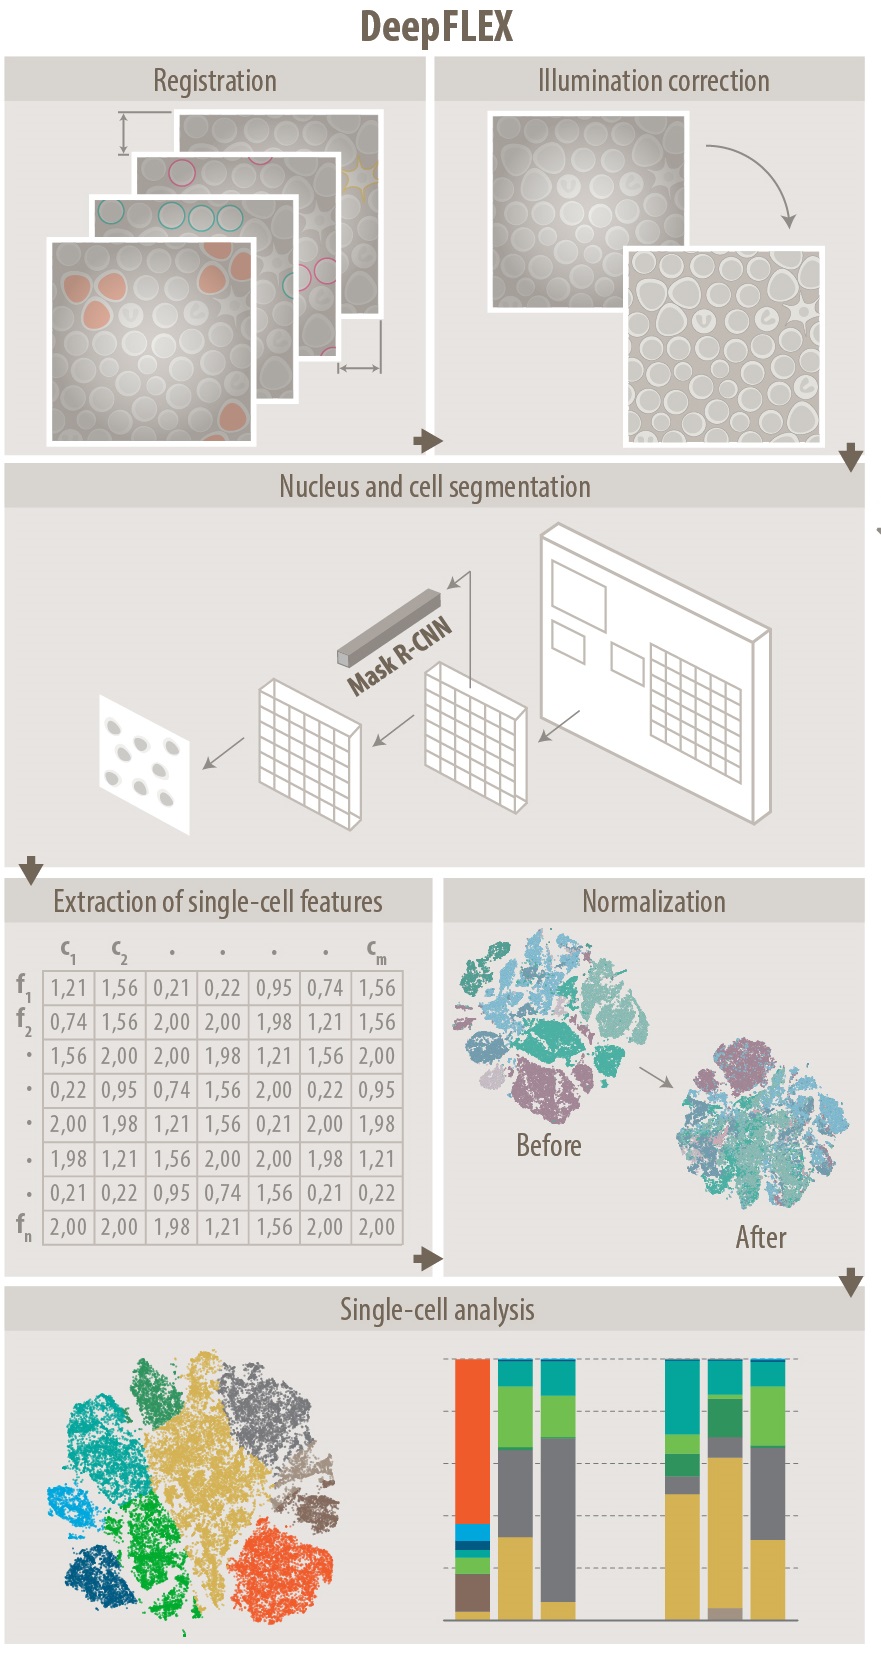 DeepFLEX
Registration
Illumination correction
Nucleus and cell segmentation
Mask R-CNN
Extraction of single-cell features
c1 c2 . . . . cm
f1 1,21 1,56 0,21 0,22 0,95 0,74 1,56
f2 0,74 1,56 2,00 2,00 1,98 1,21 1,56
. 1,56 2,00 2,00 1,98 1,21 1,56 2,00
. 0,22 0,95 0,74 1,56 2,00 0,22 0,95
. 2,00 1,98 1,21 1,56 0,21 2,00 1,98
. 1,98 1,21 1,56 2,00 2,00 1,98 1,21
. 0,21 0,22 0,95 0,74 1,56 0,21 0,22
fn 2,00 2,00 1,98 1,21 1,56 2,00 2,00
Normalization
Before
After
Single-cell analysis